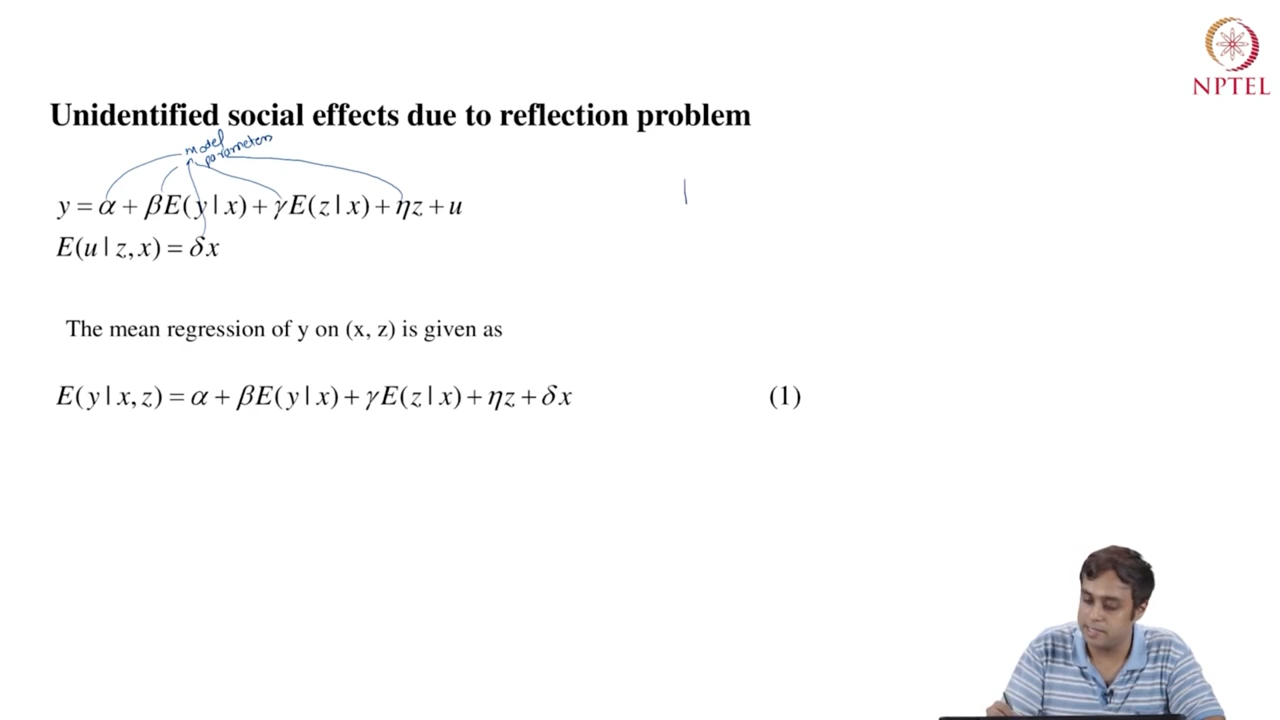 NPTEL
Unidentified social effects due to reflection problem
model
parameters
y = α + βE(y | x) + γE(z | x) + ηz + u
E(u | z, x) = δx
The mean regression of y on (x, z) is given as
E(y | x, z) = α + βE(y | x) + γE(z | x) + ηz + δx (1)